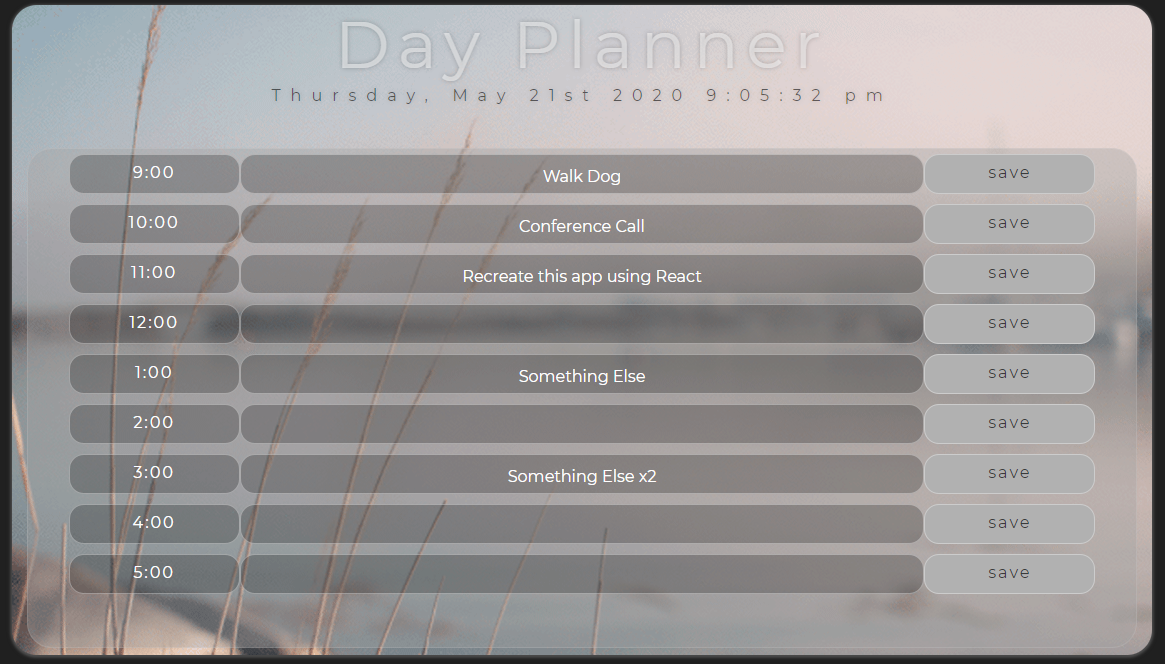 Day Planner
Thursday, May 21st 2020 9:05:32 pm
9:00 Walk Dog save
10:00 Conference Call save
11:00 Recreate this app using React save
12:00 save
1:00 Something Else save
2:00 save
3:00 Something Else x2 save
4:00 save
5:00 save